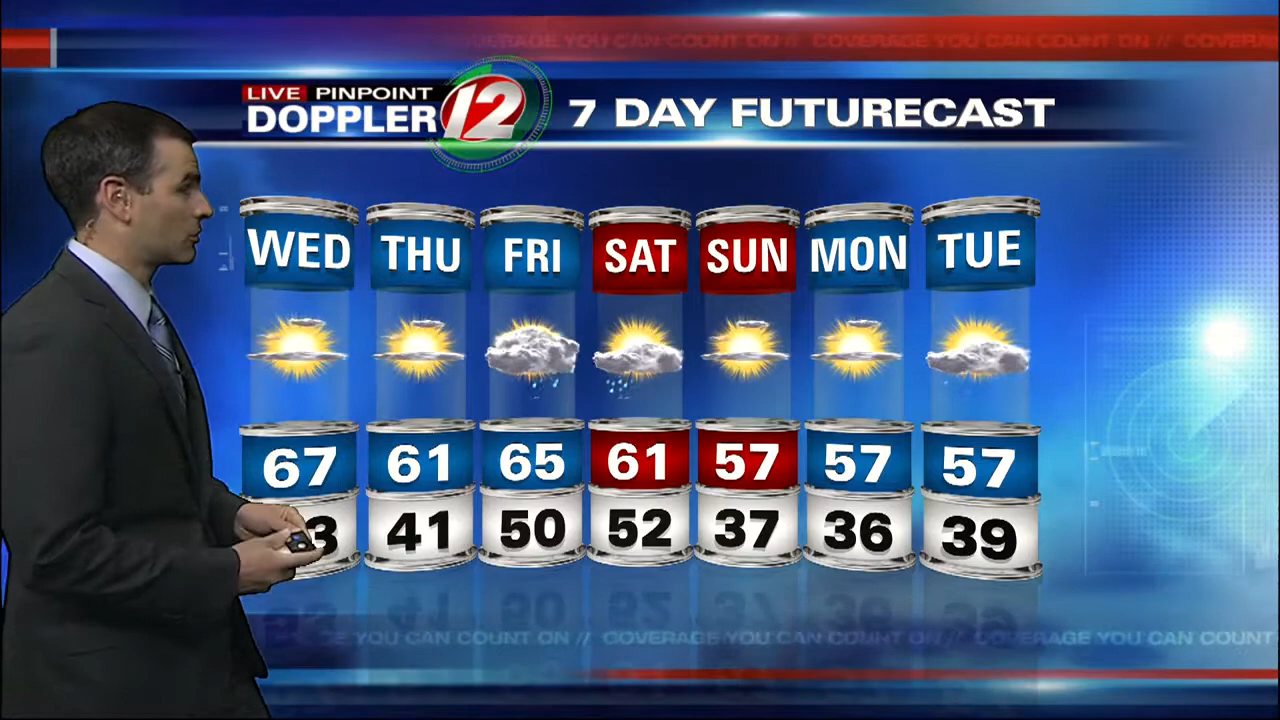 COVERAGE YOU CAN COUNT ON // COVERAGE YOU CAN COUNT ON // COVERA
LIVE PINPOINT
DOPPLER 12
7 DAY FUTURECAST
WED THU FRI SAT SUN MON TUE
67 61 65 61 57 57 57
3 41 50 52 37 36 39
E YOU CAN COUNT ON // COVERAGE YOU CAN COUNT ON // COVERAGE YOU CAN COUNT